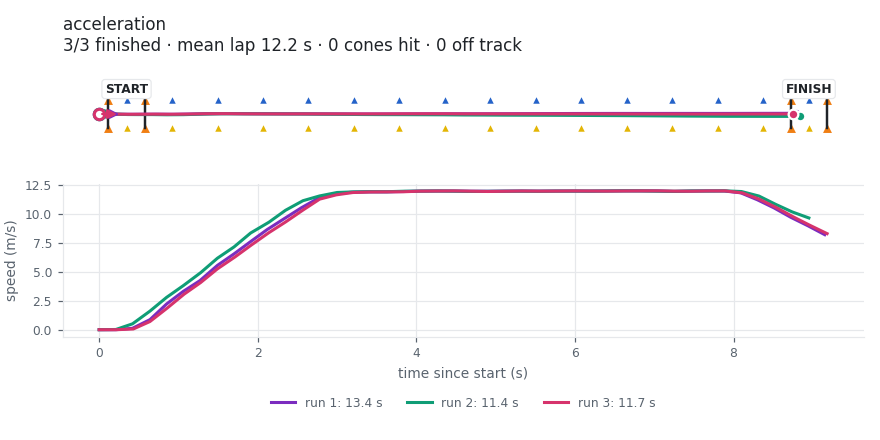 acceleration
3/3 finished · mean lap 12.2 s · 0 cones hit · 0 off track
START
FINISH
12.5
10.0
7.5
5.0
2.5
0.0
speed (m/s)
0
2
4
6
8
time since start (s)
run 1: 13.4 s
run 2: 11.4 s
run 3: 11.7 s